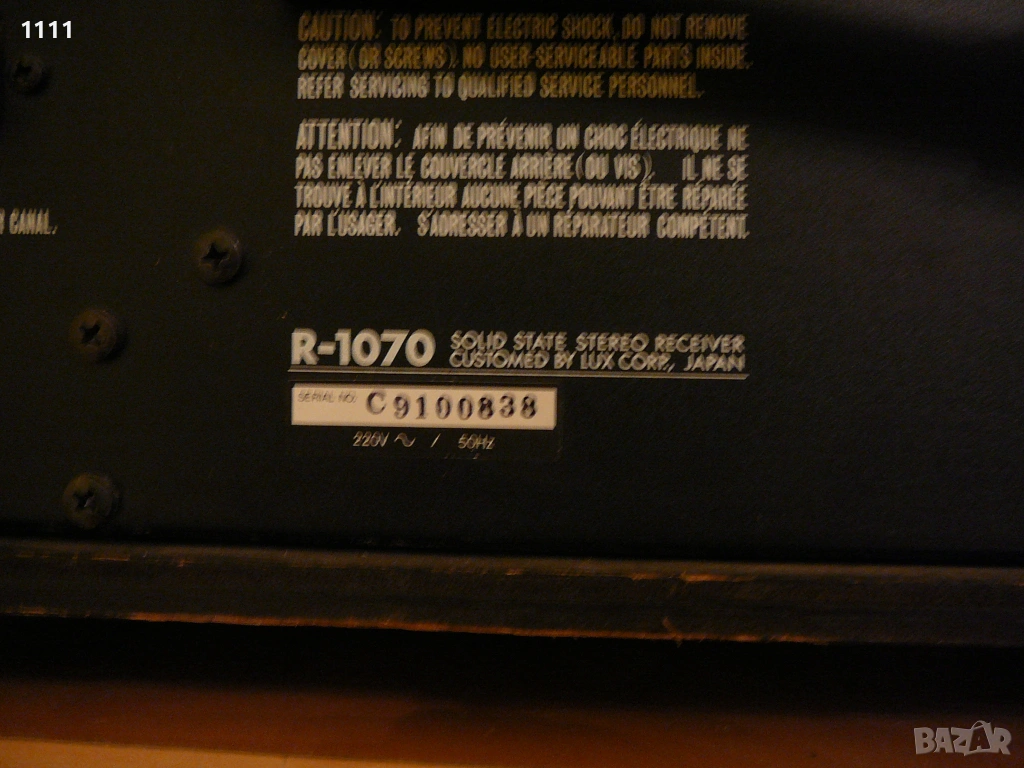 1111
CAUTION: TO PREVENT ELECTRIC SHOCK, DO NOT REMOVE
COVER (OR SCREWS). NO USER-SERVICEABLE PARTS INSIDE.
REFER SERVICING TO QUALIFIED SERVICE PERSONNEL.
ATTENTION: AFIN DE PRÉVENIR UN CHOC ÉLECTRIQUE NE
PAS ENLEVER LE COUVERCLE ARRIÈRE (OU VIS). IL NE SE
TROUVE À L'INTÉRIEUR AUCUNE PIÈCE POUVANT ÊTRE RÉPARÉE
PAR L'USAGER. S'ADRESSER À UN RÉPARATEUR COMPÉTENT.
CANAL.
R-1070 SOLID STATE STEREO RECEIVER
CUSTOMED BY LUX CORP., JAPAN
SERIAL NO. C9100838
220V ~ / 50Hz
BAZAR